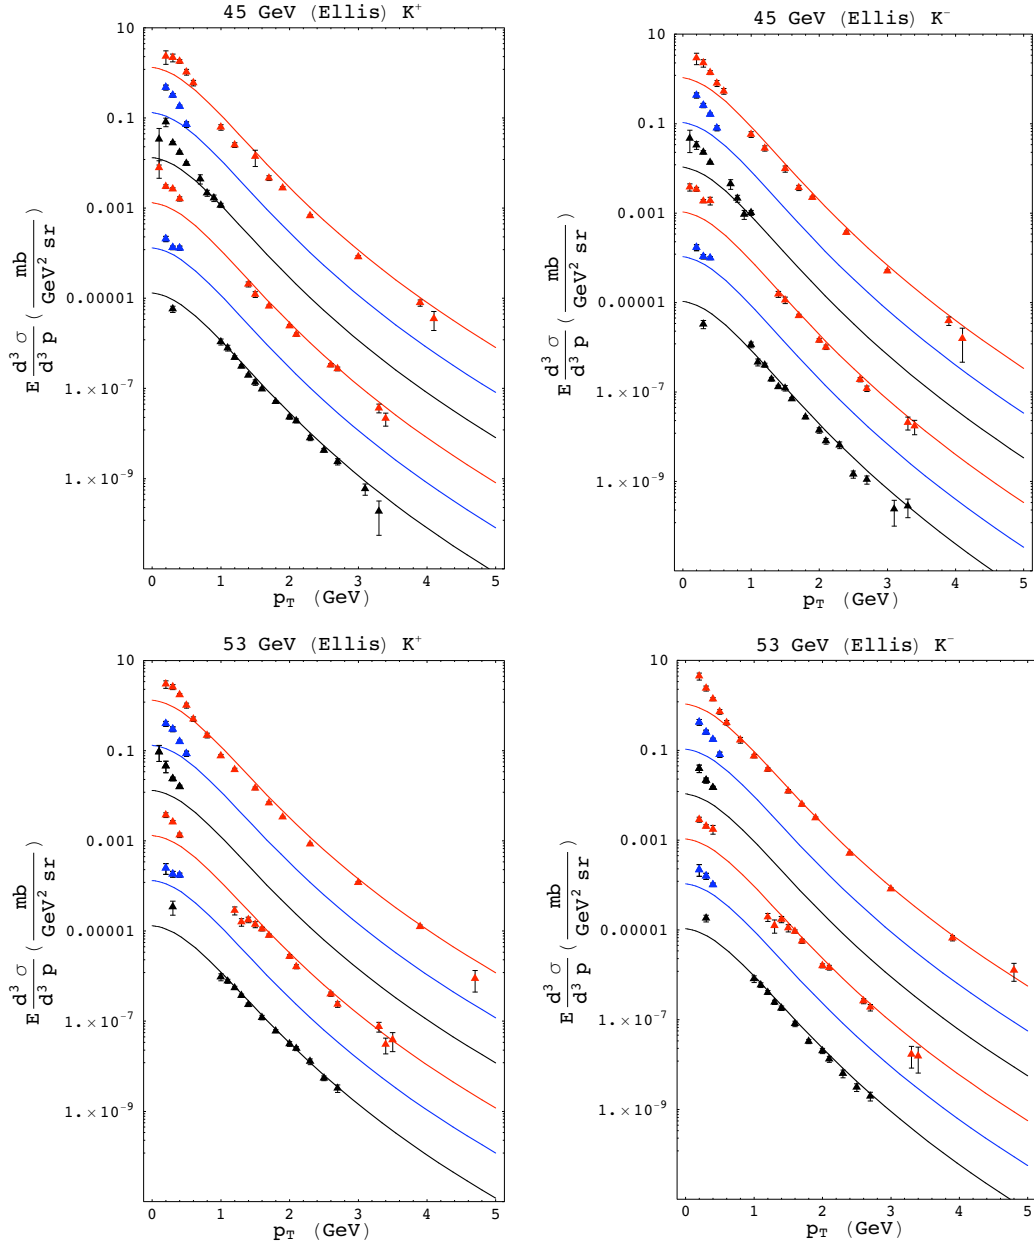 45 GeV (Ellis) K⁺
10
0.1
0.001
0.00001
1.×10⁻⁷
1.×10⁻⁹
E d³σ/d³p ( mb/GeV² sr )
0 1 2 3 4 5
p_T (GeV)
45 GeV (Ellis) K⁻
10
0.1
0.001
0.00001
1.×10⁻⁷
1.×10⁻⁹
E d³σ/d³p ( mb/GeV² sr )
0 1 2 3 4 5
p_T (GeV)
53 GeV (Ellis) K⁺
10
0.1
0.001
0.00001
1.×10⁻⁷
1.×10⁻⁹
E d³σ/d³p ( mb/GeV² sr )
0 1 2 3 4 5
p_T (GeV)
53 GeV (Ellis) K⁻
10
0.1
0.001
0.00001
1.×10⁻⁷
1.×10⁻⁹
E d³σ/d³p ( mb/GeV² sr )
0 1 2 3 4 5
p_T (GeV)